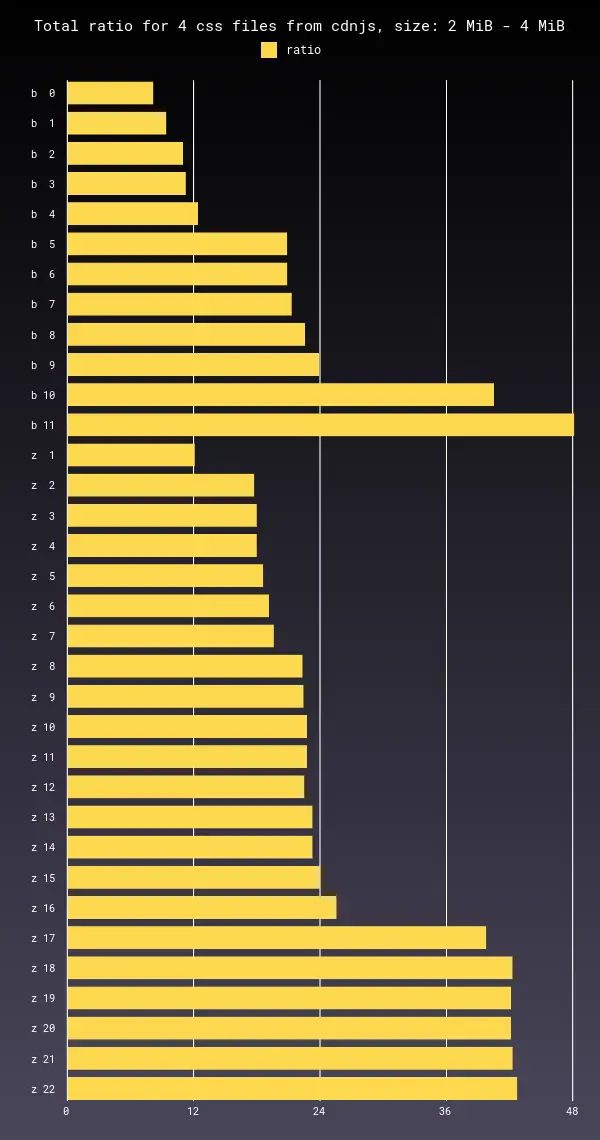 Total ratio for 4 css files from cdnjs, size: 2 MiB - 4 MiB
ratio
b  0
b  1
b  2
b  3
b  4
b  5
b  6
b  7
b  8
b  9
b 10
b 11
z  1
z  2
z  3
z  4
z  5
z  6
z  7
z  8
z  9
z 10
z 11
z 12
z 13
z 14
z 15
z 16
z 17
z 18
z 19
z 20
z 21
z 22
0 12 24 36 48